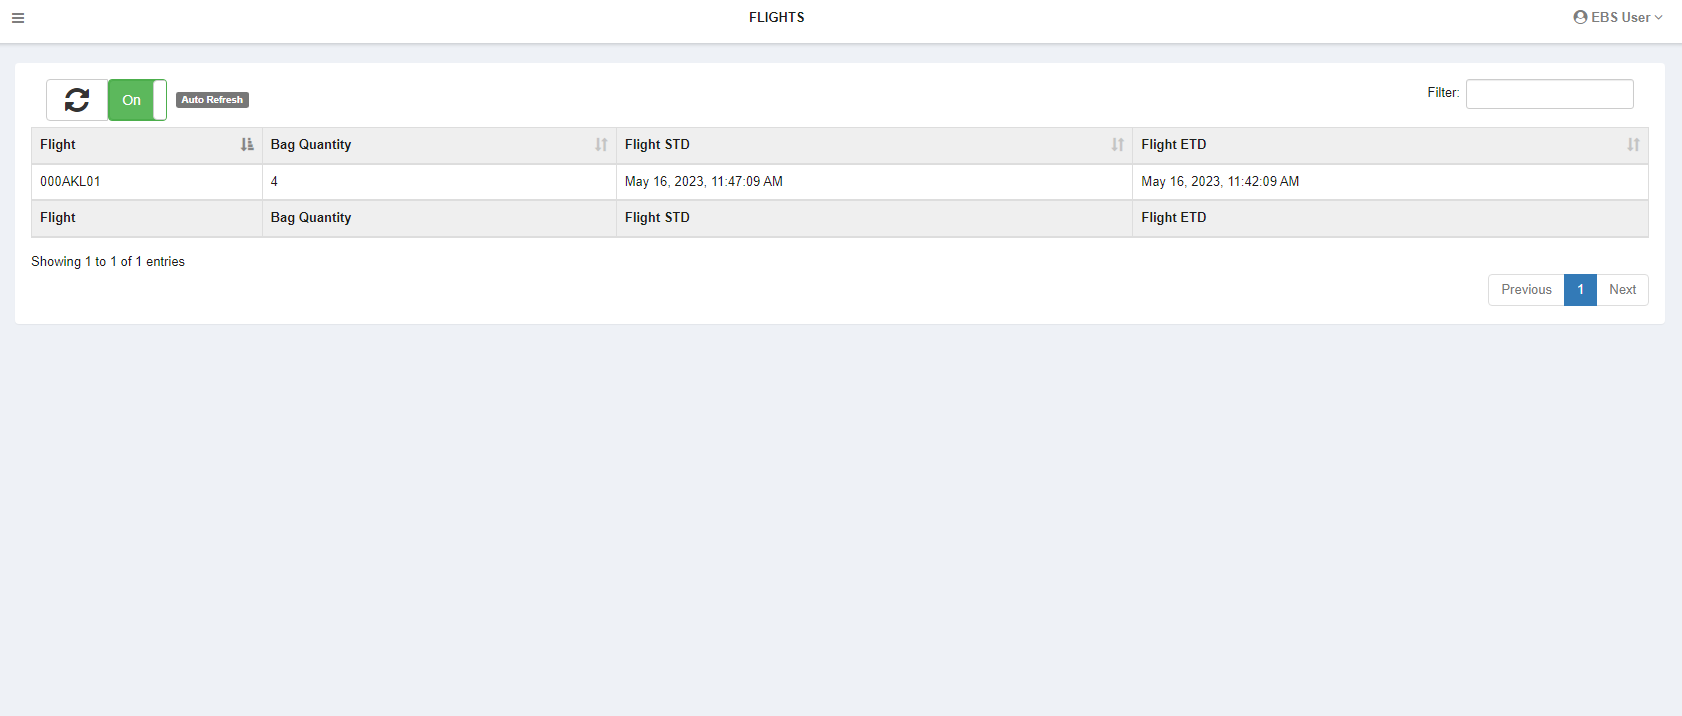 FLIGHTS
EBS User
On
Auto Refresh
Filter:
Flight Bag Quantity Flight STD Flight ETD
000AKL01 4 May 16, 2023, 11:47:09 AM May 16, 2023, 11:42:09 AM
Flight Bag Quantity Flight STD Flight ETD
Showing 1 to 1 of 1 entries
Previous 1 Next